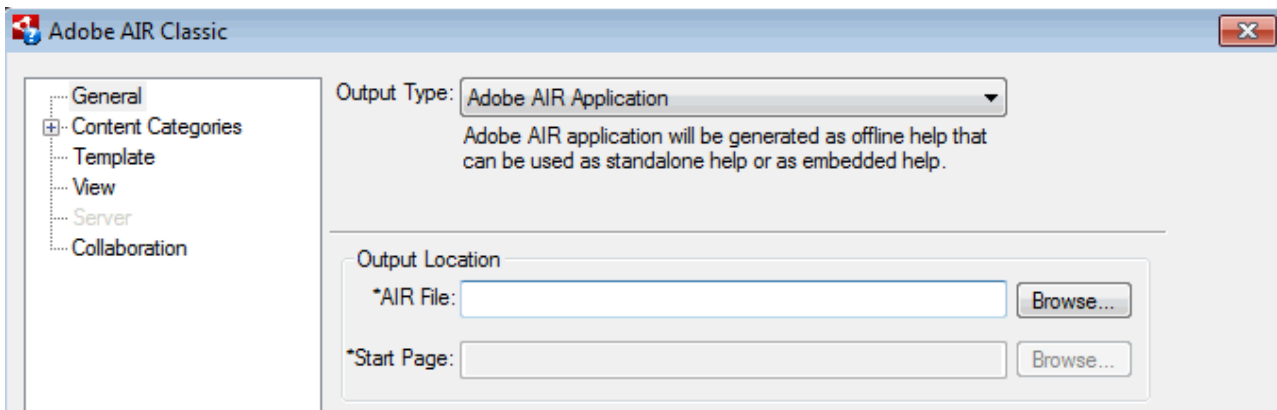 Adobe AIR Classic
General
Content Categories
Template
View
Server
Collaboration
Output Type: Adobe AIR Application
Adobe AIR application will be generated as offline help that
can be used as standalone help or as embedded help.
Output Location
*AIR File: Browse...
*Start Page: Browse...